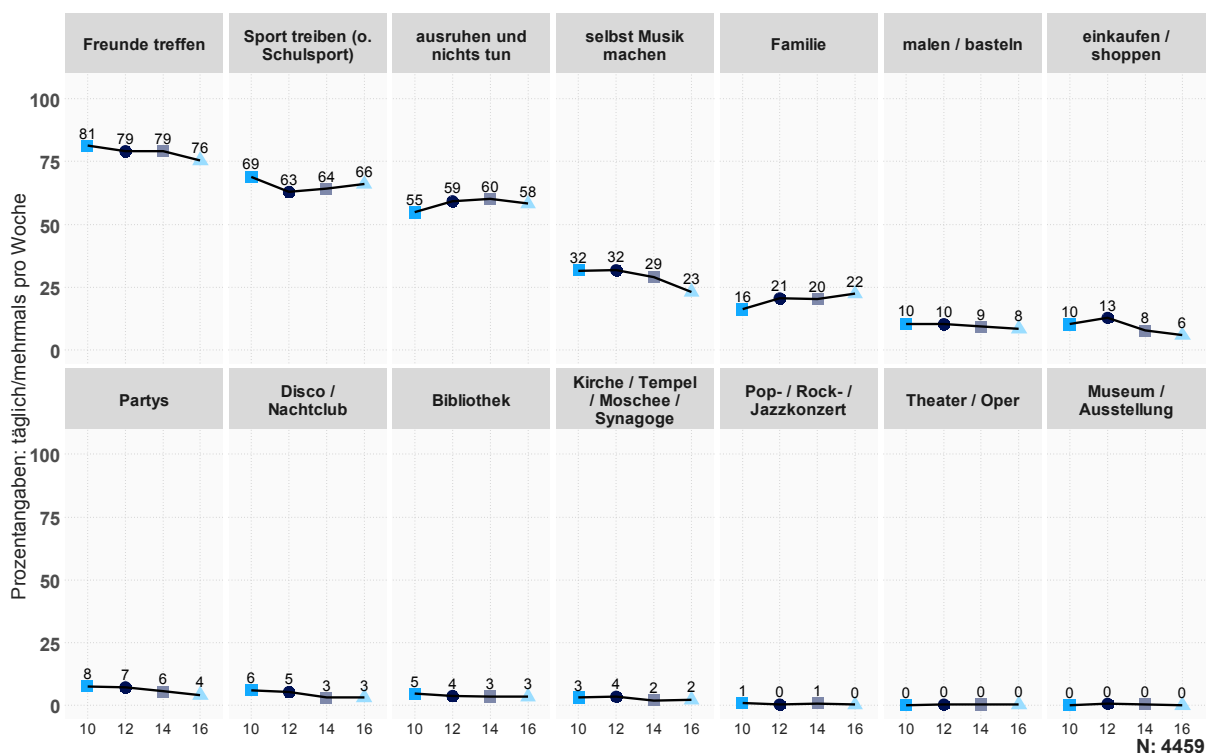 Freunde treffen
Sport treiben (o.
Schulsport)
ausruhen und
nichts tun
selbst Musik
machen
Familie
malen / basteln
einkaufen /
shoppen
Prozentangaben: täglich/mehrmals pro Woche
100
75
50
25
0
81 79 79 76
69 63 64 66
55 59 60 58
32 32 29 23
16 21 20 22
10 10 9 8
10 13 8 6
Partys
Disco /
Nachtclub
Bibliothek
Kirche / Tempel
/ Moschee /
Synagoge
Pop- / Rock- /
Jazzkonzert
Theater / Oper
Museum /
Ausstellung
100
75
50
25
0
8 7 6 4
6 5 3 3
5 4 3 3
3 4 2 2
1 0 1 0
0 0 0 0
0 0 0 0
10 12 14 16
10 12 14 16
10 12 14 16
10 12 14 16
10 12 14 16
10 12 14 16
10 12 14 16
N: 4459